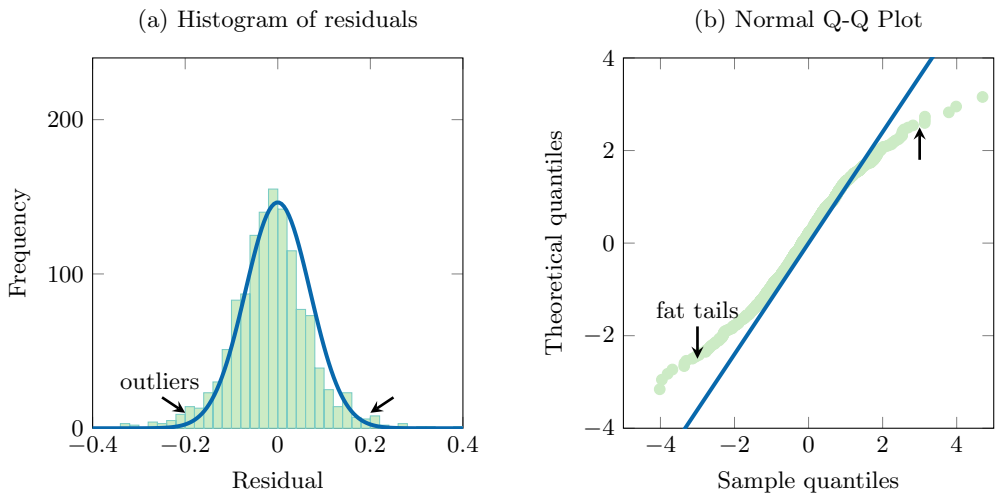 (a) Histogram of residuals
200
100
0
Frequency
outliers
−0.4
−0.2
0
0.2
0.4
Residual
(b) Normal Q-Q Plot
4
2
0
−2
−4
Theoretical quantiles
fat tails
−4
−2
0
2
4
Sample quantiles